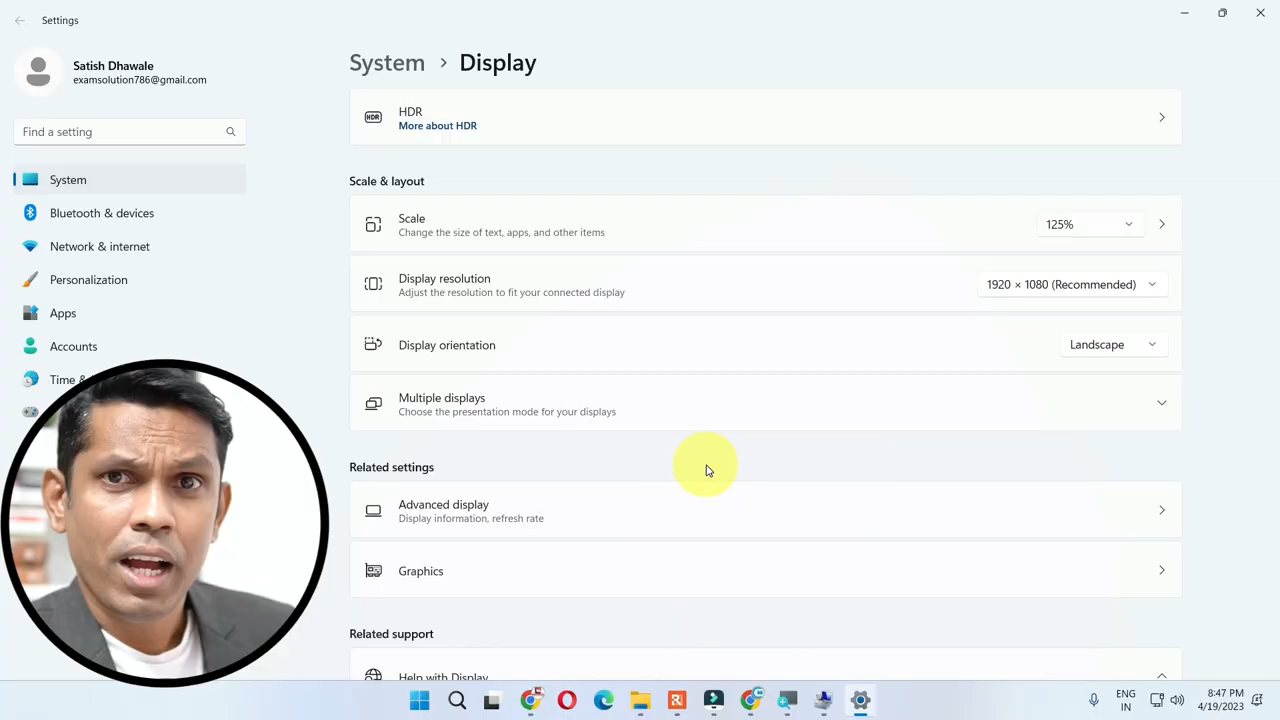 Settings
Satish Dhawale
examsolution786@gmail.com
Find a setting
System
Bluetooth & devices
Network & internet
Personalization
Apps
Accounts
Time &
System > Display
HDR
More about HDR
Scale & layout
Scale
Change the size of text, apps, and other items
125%
Display resolution
Adjust the resolution to fit your connected display
1920 × 1080 (Recommended)
Display orientation
Landscape
Multiple displays
Choose the presentation mode for your displays
Related settings
Advanced display
Display information, refresh rate
Graphics
Related support
Help with Display
ENG
IN
8:47 PM
4/19/2023